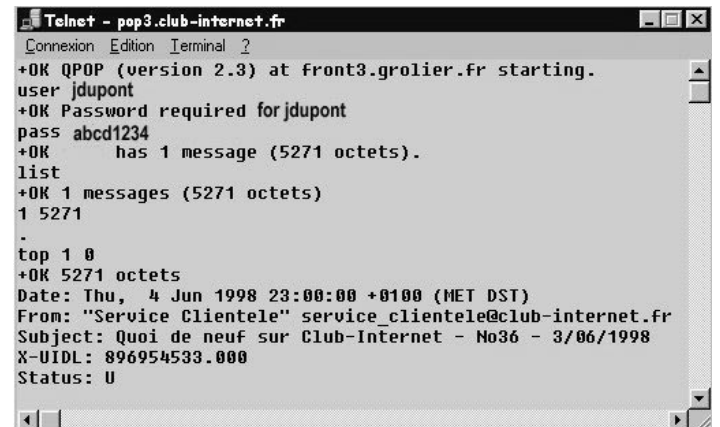 Telnet - pop3.club-internet.fr
Connexion Edition Terminal ?
+OK QPOP (version 2.3) at front3.grolier.fr starting.
user jdupont
+OK Password required for jdupont
pass abcd1234
+OK has 1 message (5271 octets).
list
+OK 1 messages (5271 octets)
1 5271
.
top 1 0
+OK 5271 octets
Date: Thu, 4 Jun 1998 23:00:00 +0100 (MET DST)
From: "Service Clientele" service_clientele@club-internet.fr
Subject: Quoi de neuf sur Club-Internet - No36 - 3/06/1998
X-UIDL: 896954533.000
Status: U